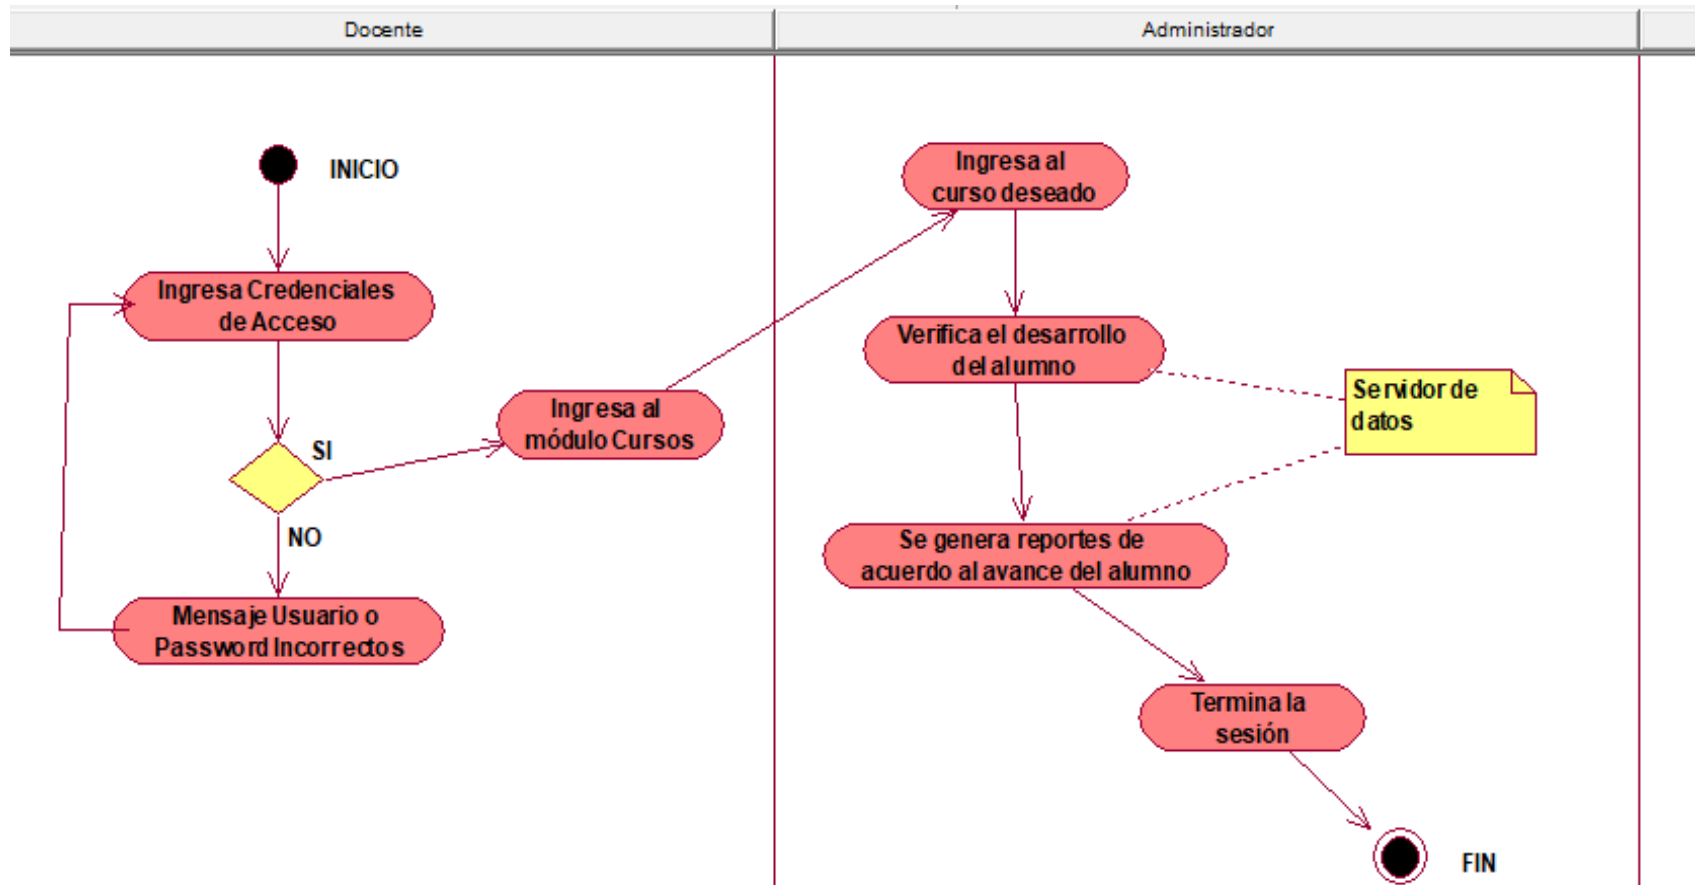 Docente
Administrador
INICIO
Ingresa Credenciales
de Acceso
SI
NO
Mensaje Usuario o
Password Incorrectos
Ingresa al
módulo Cursos
Ingresa al
curso deseado
Verifica el desarrollo
del alumno
Servidor de
datos
Se genera reportes de
acuerdo al avance del alumno
Termina la
sesión
FIN